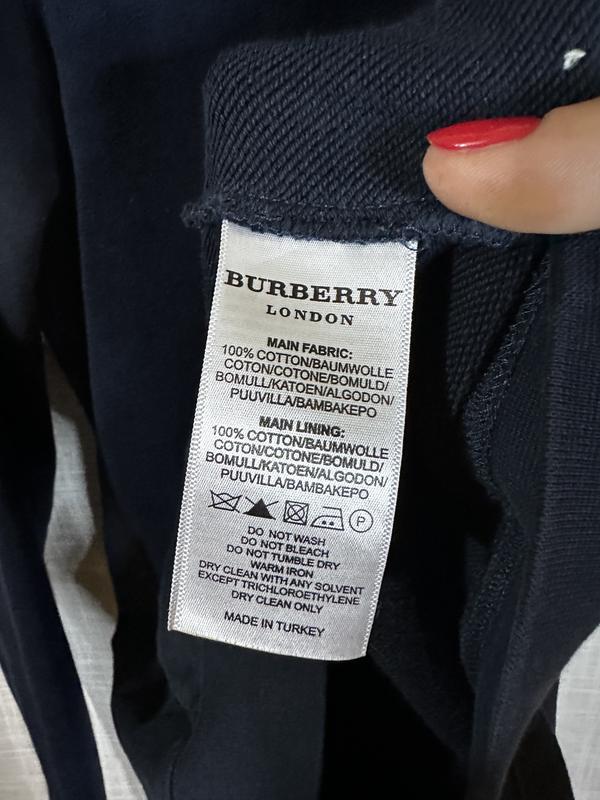 BURBERRY
LONDON
MAIN FABRIC:
100% COTTON/BAUMWOLLE
COTON/COTONE/BOMULD/
BOMULL/KATOEN/ALGODON/
PUUVILLA/BAMBAKEPO
MAIN LINING:
100% COTTON/BAUMWOLLE
COTON/COTONE/BOMULD/
BOMULL/KATOEN/ALGODON/
PUUVILLA/BAMBAKEPO
P
DO NOT WASH
DO NOT BLEACH
DO NOT TUMBLE DRY
WARM IRON
DRY CLEAN WITH ANY SOLVENT
EXCEPT TRICHLOROETHYLENE
DRY CLEAN ONLY
MADE IN TURKEY